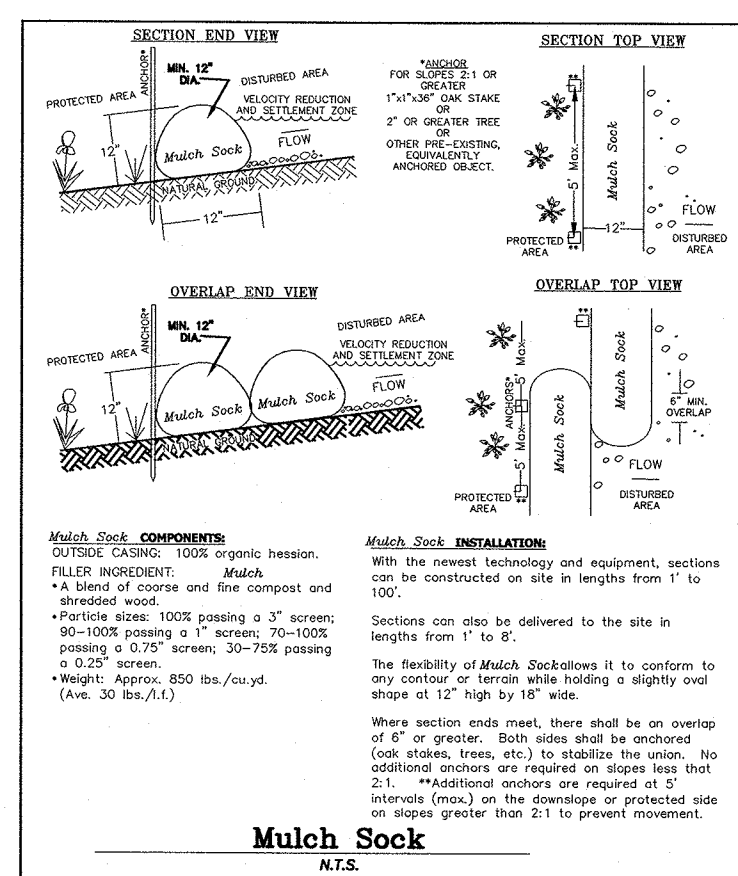 SECTION END VIEW
ANCHOR*
MIN. 12"
DIA.
DISTURBED AREA
PROTECTED AREA
VELOCITY REDUCTION
AND SETTLEMENT ZONE
12"
FLOW
Mulch Sock
NATURAL GROUND
12"
*ANCHOR
FOR SLOPES 2:1 OR
GREATER
1"x1"x36" OAK STAKE
OR
2" OR GREATER TREE
OR
OTHER PRE-EXISTING,
EQUIVALENTLY
ANCHORED OBJECT.
SECTION TOP VIEW
**
5' Max.
Mulch Sock
12"
FLOW
PROTECTED
AREA
**
DISTURBED
AREA
OVERLAP END VIEW
ANCHOR*
MIN. 12"
DIA.
DISTURBED AREA
PROTECTED AREA
VELOCITY REDUCTION
AND SETTLEMENT ZONE
12"
FLOW
Mulch Sock
Mulch Sock
NATURAL GROUND
OVERLAP TOP VIEW
**
5' Max.
Mulch Sock
ANCHORS*
6" MIN.
OVERLAP
5' Max.
Mulch Sock
FLOW
PROTECTED
AREA
**
DISTURBED
AREA
Mulch Sock COMPONENTS:
OUTSIDE CASING: 100% organic hessian.
FILLER INGREDIENT: Mulch
• A blend of coorse and fine compost and
shredded wood.
• Particle sizes: 100% passing a 3" screen;
90-100% passing a 1" screen; 70-100%
passing a 0.75" screen; 30-75% passing
a 0.25" screen.
• Weight: Approx. 850 lbs./cu.yd.
(Ave. 30 lbs./l.f.)
Mulch Sock INSTALLATION:
With the newest technology and equipment, sections
can be constructed on site in lengths from 1' to
100'.
Sections can also be delivered to the site in
lengths from 1' to 8'.
The flexibility of Mulch Sock allows it to conform to
any contour or terrain while holding a slightly oval
shape at 12" high by 18" wide.
Where section ends meet, there shall be an overlap
of 6" or greater. Both sides shall be anchored
(oak stakes, trees, etc.) to stabilize the union. No
additional anchors are required on slopes less that
2:1. **Additional anchors are required at 5'
intervals (max.) on the downslope or protected side
on slopes greater than 2:1 to prevent movement.
Mulch Sock
N.T.S.